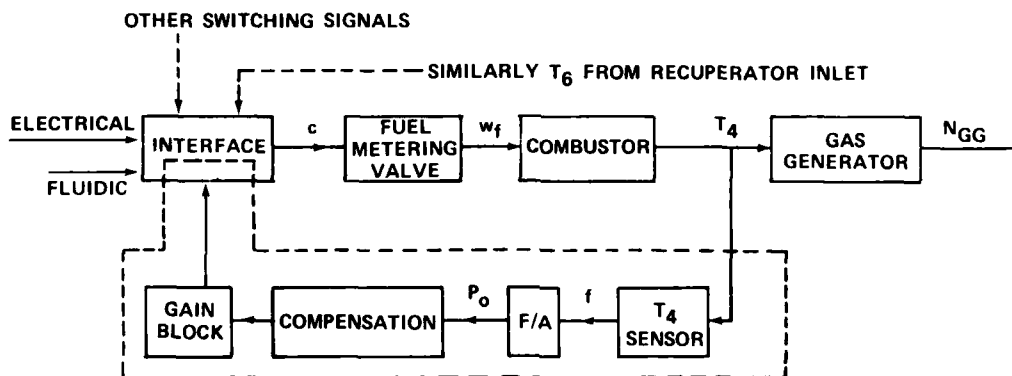 OTHER SWITCHING SIGNALS
SIMILARLY T6 FROM RECUPERATOR INLET
ELECTRICAL
FLUIDIC
INTERFACE
c
FUEL
METERING
VALVE
wf
COMBUSTOR
T4
GAS
GENERATOR
NGG
GAIN
BLOCK
COMPENSATION
Po
F/A
f
T4
SENSOR